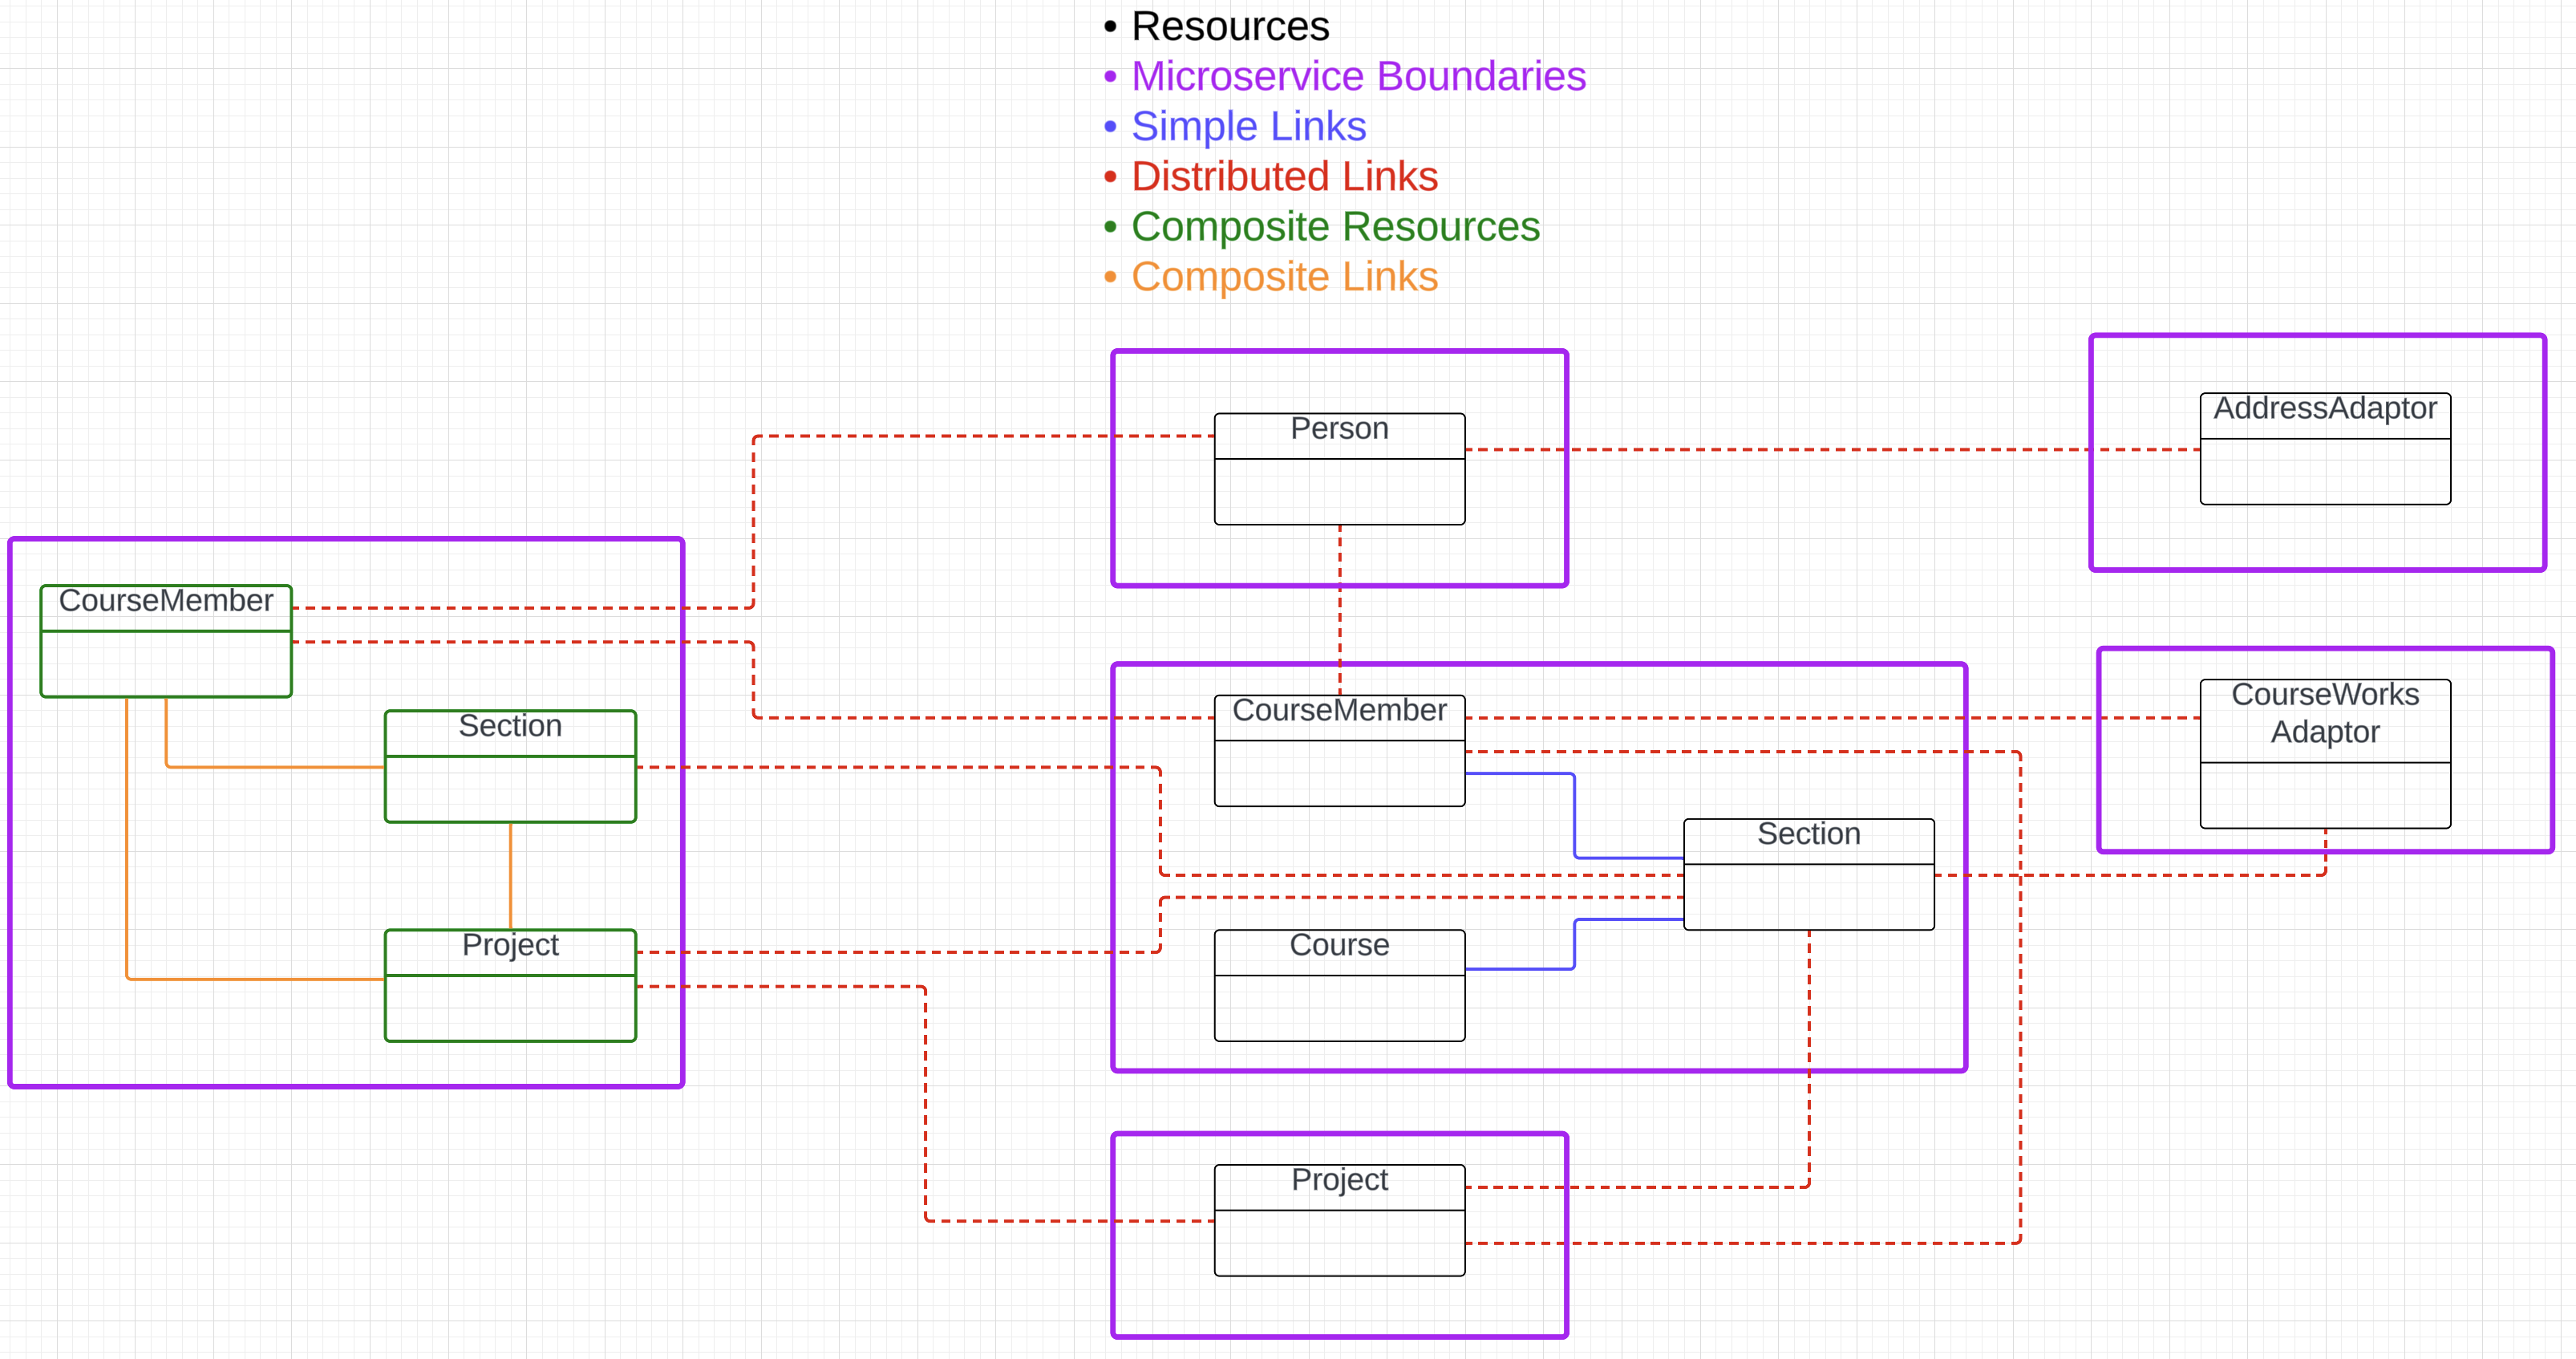 • Resources
• Microservice Boundaries
• Simple Links
• Distributed Links
• Composite Resources
• Composite Links
Person
AddressAdaptor
CourseMember
Section
Project
CourseMember
Section
Course
CourseWorks
Adaptor
Project